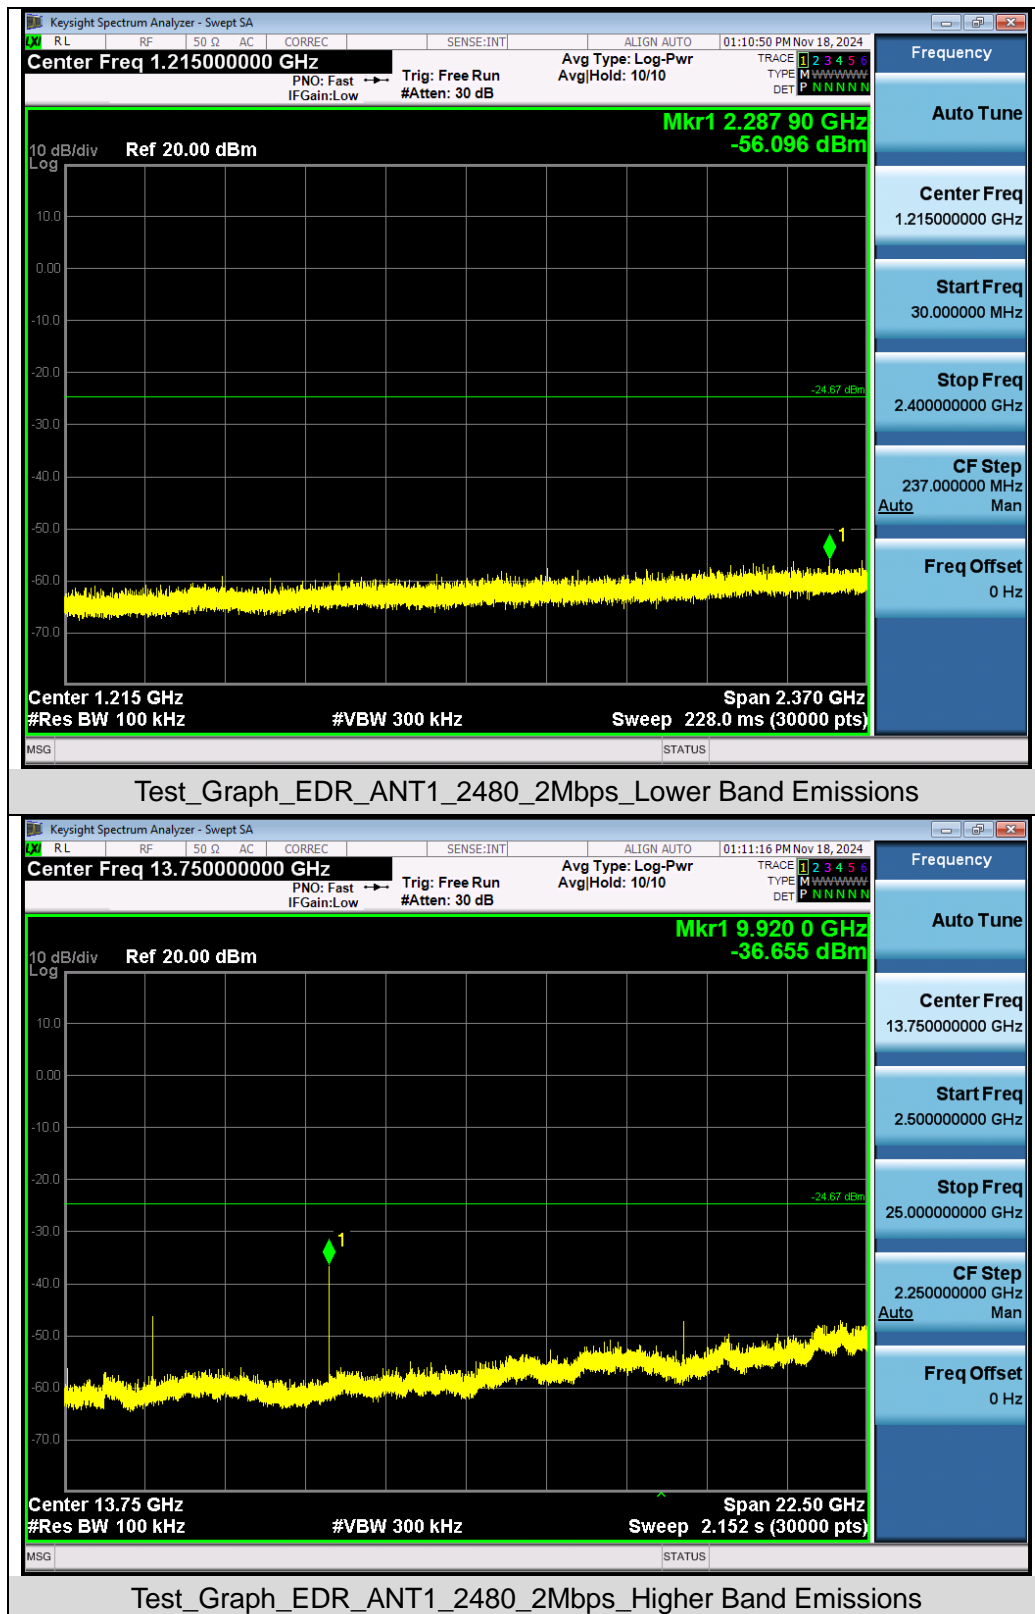 Keysight Spectrum Analyzer - Swept SA
LXI RL RF 50 Ω AC CORREC SENSE:INT ALIGN AUTO 01:10:50 PM Nov 18, 2024
Center Freq 1.215000000 GHz
PNO: Fast
IFGain:Low
Trig: Free Run
#Atten: 30 dB
Avg Type: Log-Pwr
Avg|Hold: 10/10
TRACE 1 2 3 4 5 6
TYPE M WWWWW
DET P N N N N N
Mkr1 2.287 90 GHz
-56.096 dBm
10 dB/div Ref 20.00 dBm
Log
10.0
0.00
-10.0
-20.0
-24.67 dBm
-30.0
-40.0
-50.0
1
-60.0
-70.0
Center 1.215 GHz Span 2.370 GHz
#Res BW 100 kHz #VBW 300 kHz Sweep 228.0 ms (30000 pts)
MSG STATUS
Frequency
Auto Tune
Center Freq
1.215000000 GHz
Start Freq
30.000000 MHz
Stop Freq
2.400000000 GHz
CF Step
237.000000 MHz
Auto Man
Freq Offset
0 Hz
Test_Graph_EDR_ANT1_2480_2Mbps_Lower Band Emissions
Keysight Spectrum Analyzer - Swept SA
LXI RL RF 50 Ω AC CORREC SENSE:INT ALIGN AUTO 01:11:16 PM Nov 18, 2024
Center Freq 13.750000000 GHz
PNO: Fast
IFGain:Low
Trig: Free Run
#Atten: 30 dB
Avg Type: Log-Pwr
Avg|Hold: 10/10
TRACE 1 2 3 4 5 6
TYPE M WWWWW
DET P N N N N N
Mkr1 9.920 0 GHz
-36.655 dBm
10 dB/div Ref 20.00 dBm
Log
10.0
0.00
-10.0
-20.0
-24.67 dBm
-30.0
1
-40.0
-50.0
-60.0
-70.0
Center 13.75 GHz Span 22.50 GHz
#Res BW 100 kHz #VBW 300 kHz Sweep 2.152 s (30000 pts)
MSG STATUS
Frequency
Auto Tune
Center Freq
13.750000000 GHz
Start Freq
2.500000000 GHz
Stop Freq
25.000000000 GHz
CF Step
2.250000000 GHz
Auto Man
Freq Offset
0 Hz
Test_Graph_EDR_ANT1_2480_2Mbps_Higher Band Emissions